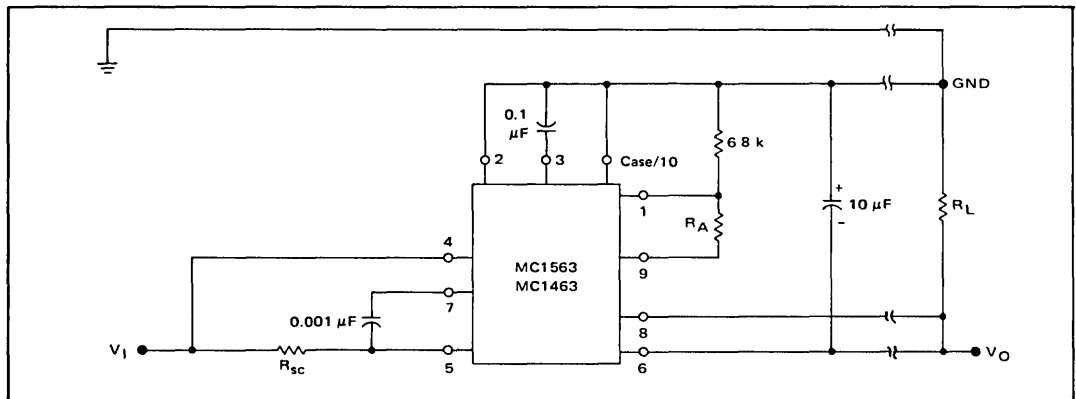 GND
0.1
µF
6 8 k
2
3
Case/10
+
10 µF
-
R_L
1
R_A
4
MC1563
MC1463
9
7
0.001 µF
8
V_I
R_sc
5
6
V_O